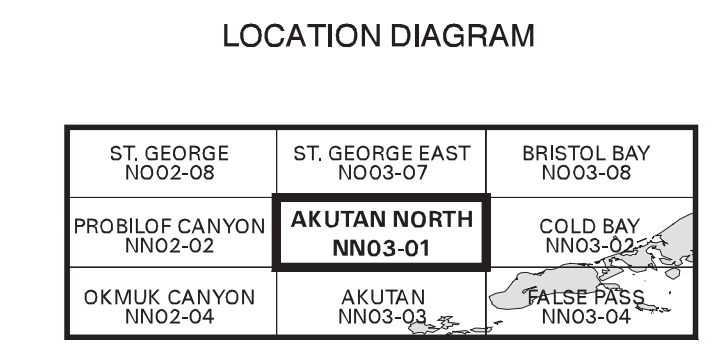 LOCATION DIAGRAM
ST. GEORGE
NO02-08
ST. GEORGE EAST
NO03-07
BRISTOL BAY
NO03-08
PROBILOF CANYON
NN02-02
AKUTAN NORTH
NN03-01
COLD BAY
NN03-02
OKMUK CANYON
NN02-04
AKUTAN
NN03-03
FALSE PASS
NN03-04